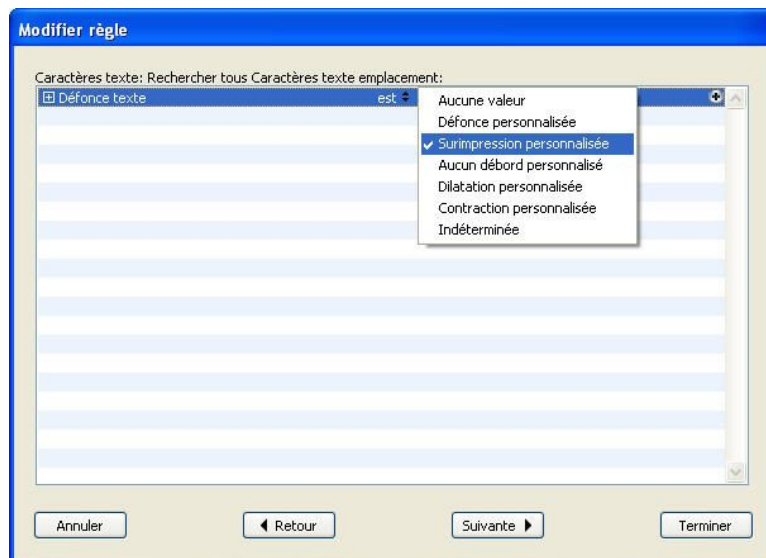 Modifier règle
Caractères texte: Rechercher tous Caractères texte emplacement:
Défonce texte est
Aucune valeur
Défonce personnalisée
Surimpression personnalisée
Aucun débord personnalisé
Dilatation personnalisée
Contraction personnalisée
Indéterminée
Annuler Retour Suivante Terminer